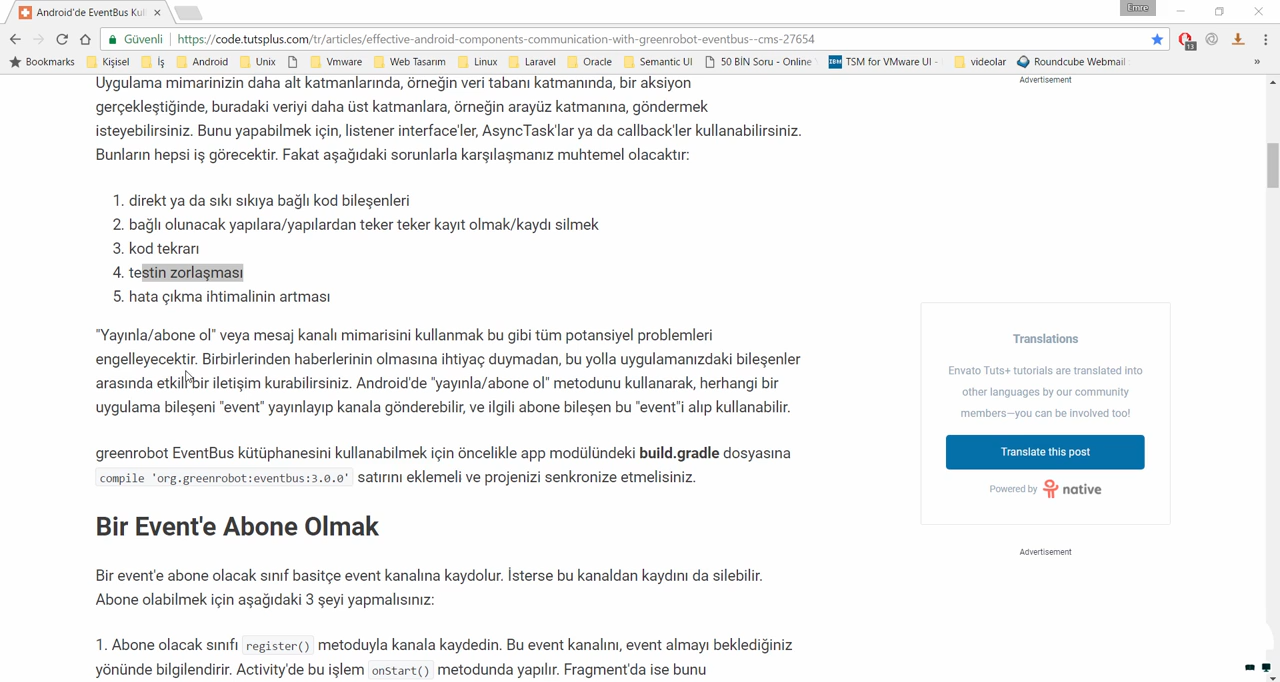 Android'de EventBus Kul
Emre
Güvenli
https://code.tutsplus.com/tr/articles/effective-android-components-communication-with-greenrobot-eventbus--cms-27654
13
Bookmarks Kişisel İş Android Unix Vmware Web Tasarım Linux Laravel Oracle Semantic UI 50 BİN Soru - Online IBM TSM for VMware UI - videolar Roundcube Webmail »
Uygulama mimarinizin daha alt katmanlarında, örneğin veri tabanı katmanında, bir aksiyon
gerçekleştiğinde, buradaki veriyi daha üst katmanlara, örneğin arayüz katmanına, göndermek
isteyebilirsiniz. Bunu yapabilmek için, listener interface'ler, AsyncTask'lar ya da callback'ler kullanabilirsiniz.
Bunların hepsi iş görecektir. Fakat aşağıdaki sorunlarla karşılaşmanız muhtemel olacaktır:
1. direkt ya da sıkı sıkıya bağlı kod bileşenleri
2. bağlı olunacak yapılara/yapılardan teker teker kayıt olmak/kaydı silmek
3. kod tekrarı
4. testin zorlaşması
5. hata çıkma ihtimalinin artması
"Yayınla/abone ol" veya mesaj kanalı mimarisini kullanmak bu gibi tüm potansiyel problemleri
engelleyecektir. Birbirlerinden haberlerinin olmasına ihtiyaç duymadan, bu yolla uygulamanızdaki bileşenler
arasında etkili bir iletişim kurabilirsiniz. Android'de "yayınla/abone ol" metodunu kullanarak, herhangi bir
uygulama bileşeni "event" yayınlayıp kanala gönderebilir, ve ilgili abone bileşen bu "event"i alıp kullanabilir.
greenrobot EventBus kütüphanesini kullanabilmek için öncelikle app modülündeki build.gradle dosyasına
compile 'org.greenrobot:eventbus:3.0.0' satırını eklemeli ve projenizi senkronize etmelisiniz.
Bir Event'e Abone Olmak
Bir event'e abone olacak sınıf basitçe event kanalına kaydolur. İsterse bu kanaldan kaydını da silebilir.
Abone olabilmek için aşağıdaki 3 şeyi yapmalısınız:
1. Abone olacak sınıfı register() metoduyla kanala kaydedin. Bu event kanalını, event almayı beklediğiniz
yönünde bilgilendirir. Activity'de bu işlem onStart() metodunda yapılır. Fragment'da ise bunu
Advertisement
Translations
Envato Tuts+ tutorials are translated into
other languages by our community
members—you can be involved too!
Translate this post
Powered by native
Advertisement